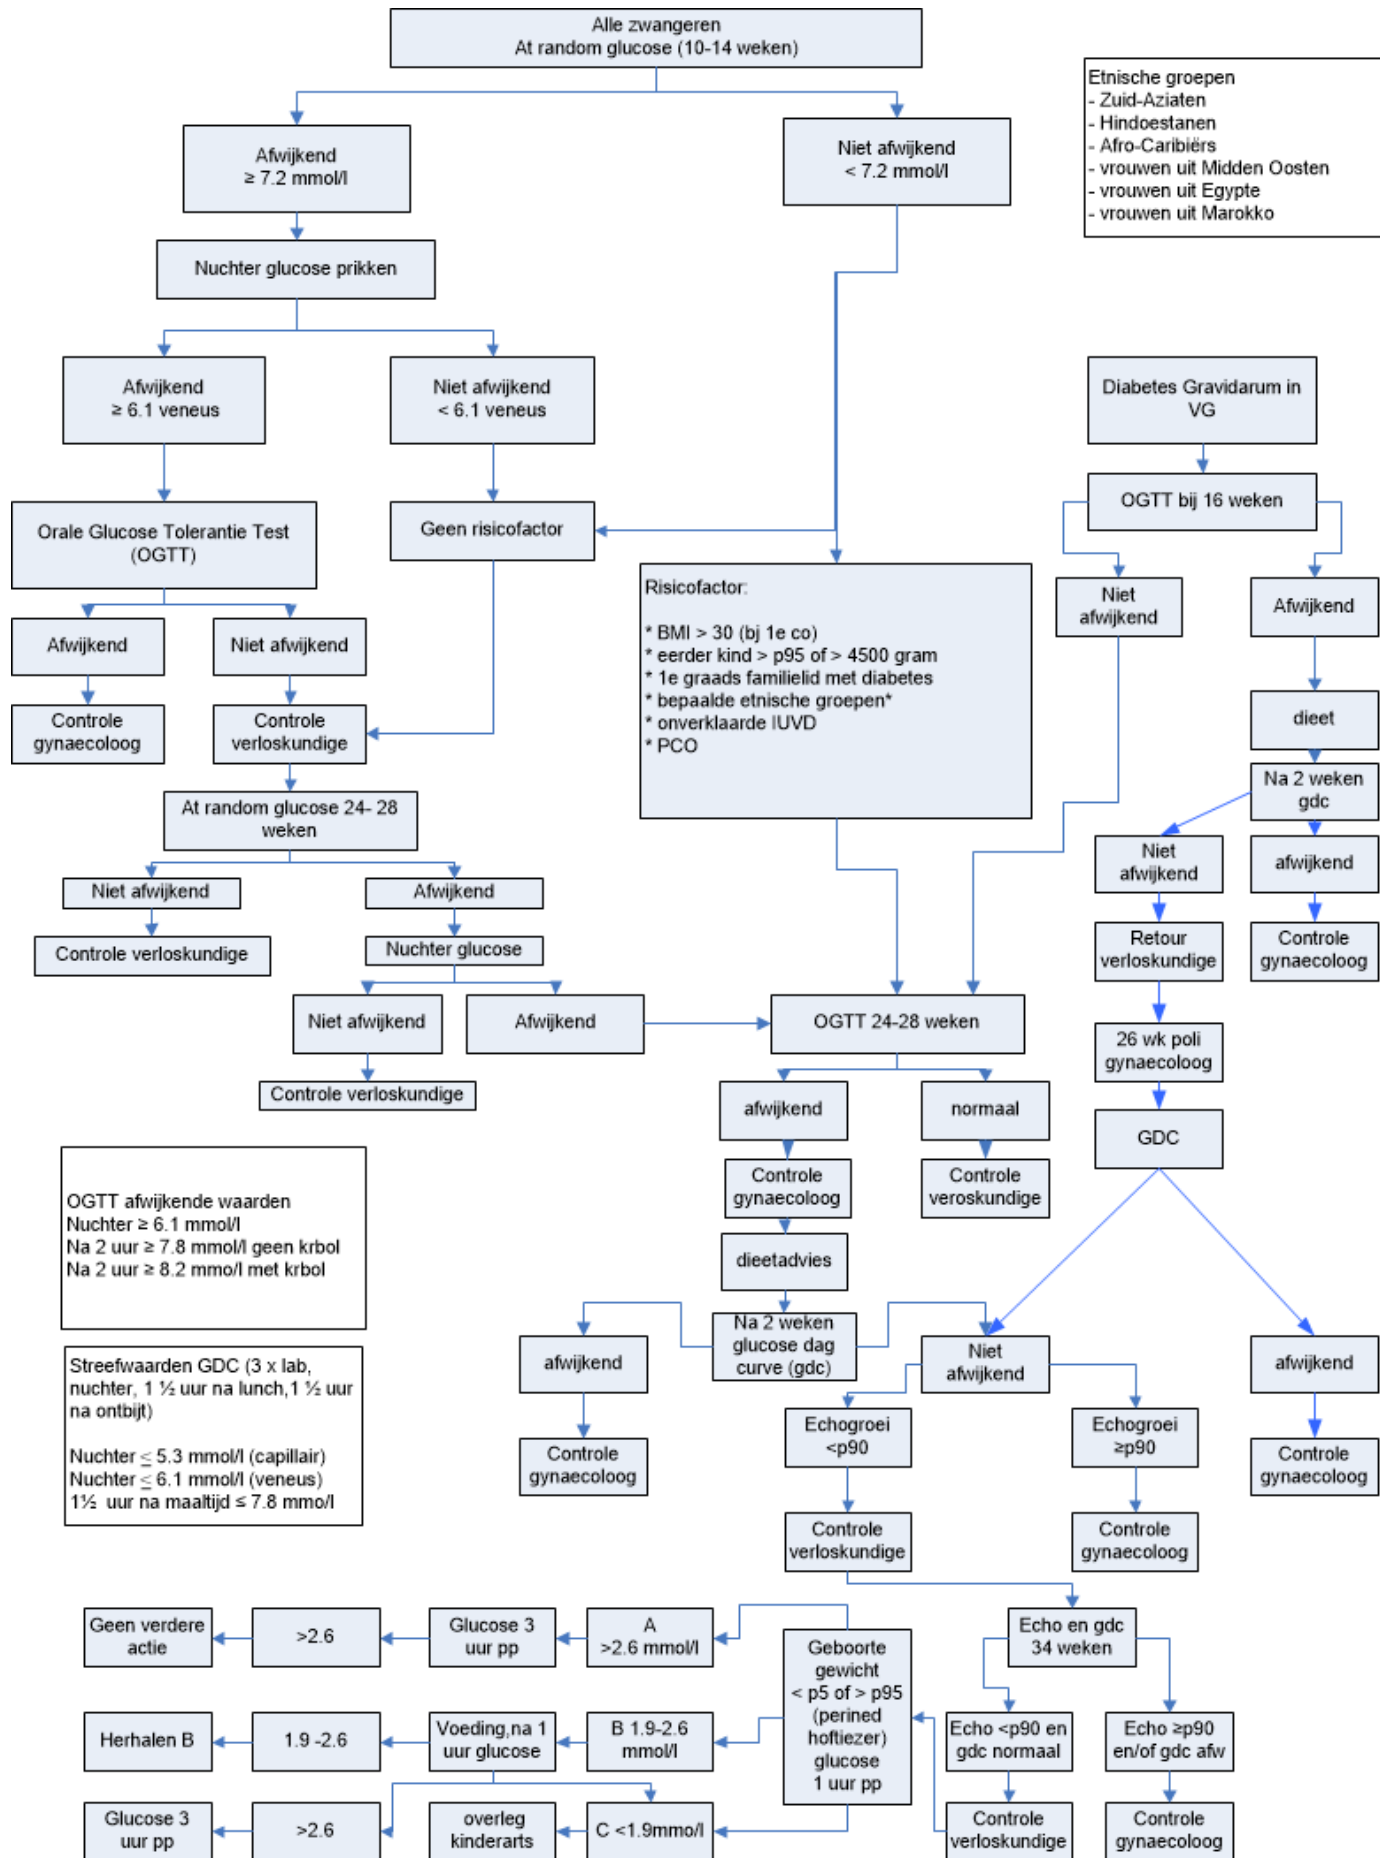 Alle zwangeren
At random glucose (10-14 weken)
Etnische groepen
- Zuid-Aziaten
- Hindoestanen
- Afro-Caribiërs
- vrouwen uit Midden Oosten
- vrouwen uit Egypte
- vrouwen uit Marokko
Afwijkend
≥ 7.2 mmol/l
Niet afwijkend
< 7.2 mmol/l
Nuchter glucose prikken
Afwijkend
≥ 6.1 veneus
Niet afwijkend
< 6.1 veneus
Diabetes Gravidarum in
VG
OGTT bij 16 weken
Orale Glucose Tolerantie Test
(OGTT)
Geen risicofactor
Risicofactor:
* BMI > 30 (bj 1e co)
* eerder kind > p95 of > 4500 gram
* 1e graads familielid met diabetes
* bepaalde etnische groepen*
* onverklaarde IUVD
* PCO
Niet
afwijkend
Afwijkend
Afwijkend
Niet afwijkend
Controle
gynaecoloog
Controle
verloskundige
dieet
Na 2 weken
gdc
At random glucose 24- 28
weken
Niet
afwijkend
afwijkend
Niet afwijkend
Afwijkend
Controle verloskundige
Nuchter glucose
Retour
verloskundige
Controle
gynaecoloog
Niet afwijkend
Afwijkend
OGTT 24-28 weken
26 wk poli
gynaecoloog
Controle verloskundige
afwijkend
normaal
GDC
Controle
gynaecoloog
Controle
veroskundige
OGTT afwijkende waarden
Nuchter ≥ 6.1 mmol/l
Na 2 uur ≥ 7.8 mmol/l geen krbol
Na 2 uur ≥ 8.2 mmo/l met krbol
dieetadvies
Na 2 weken
glucose dag
curve (gdc)
afwijkend
Niet
afwijkend
afwijkend
Streefwaarden GDC (3 x lab,
nuchter, 1 ½ uur na lunch,1 ½ uur
na ontbijt)
Nuchter ≤ 5.3 mmol/l (capillair)
Nuchter ≤ 6.1 mmol/l (veneus)
1½ uur na maaltijd ≤ 7.8 mmo/l
Echogroei
<p90
Echogroei
≥p90
Controle
gynaecoloog
Controle
gynaecoloog
Controle
verloskundige
Controle
gynaecoloog
Geen verdere
actie
>2.6
Glucose 3
uur pp
A
>2.6 mmol/l
Geboorte
gewicht
< p5 of > p95
(perined
hoftiezer)
glucose
1 uur pp
Echo en gdc
34 weken
Herhalen B
1.9 -2.6
Voeding,na 1
uur glucose
B 1.9-2.6
mmol/l
Echo <p90 en
gdc normaal
Echo ≥p90
en/of gdc afw
Glucose 3
uur pp
>2.6
overleg
kinderarts
C <1.9mmo/l
Controle
verloskundige
Controle
gynaecoloog